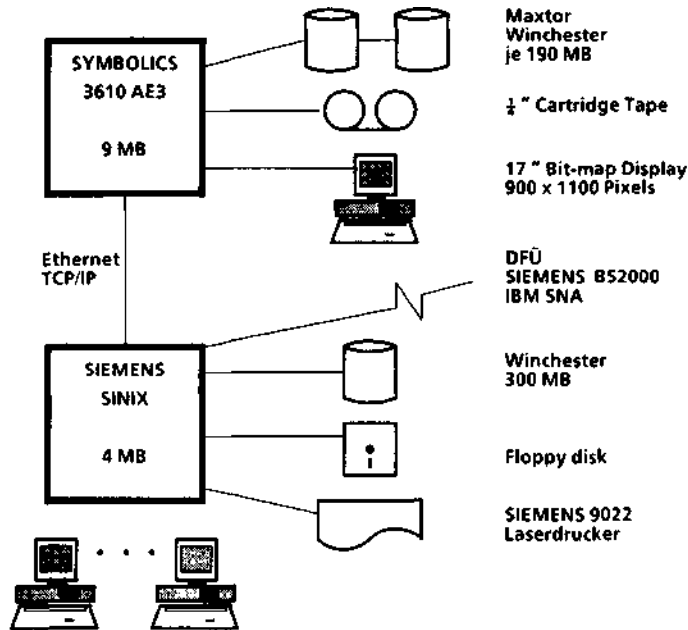 Maxtor
Winchester
je 190 MB
SYMBOLICS
3610 AE3
9 MB
¼ " Cartridge Tape
17 " Bit-map Display
900 x 1100 Pixels
Ethernet
TCP/IP
DFÜ
SIEMENS BS2000
IBM SNA
SIEMENS
SINIX
4 MB
Winchester
300 MB
Floppy disk
SIEMENS 9022
Laserdrucker